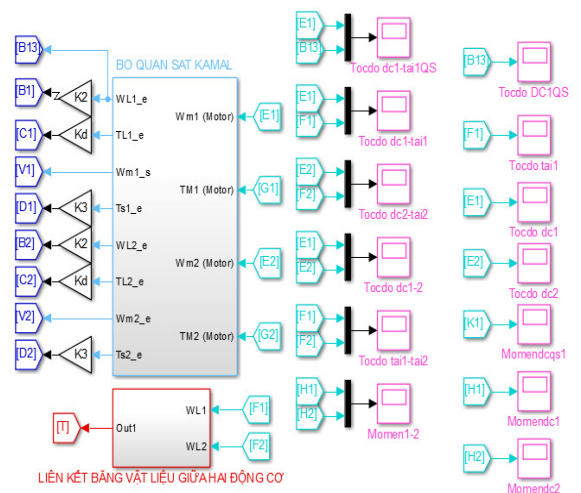 [B13]
[B1]
[C1]
[V1]
[D1]
[B2]
[C2]
[V2]
[D2]
K2
Kd
K3
K2
Kd
K3
BO QUAN SAT KAMAL
WL1_e
TL1_e
Wm1_s
Ts1_e
WL2_e
TL2_e
Wm2_e
Ts2_e
Wm1 (Motor)
TM1 (Motor)
Wm2 (Motor)
TM2 (Motor)
[E1]
[G1]
[E2]
[G2]
[T]
Out1
WL1
WL2
[F1]
[F2]
LIÊN KẾT BĂNG VẬT LIỆU GIỮA HAI ĐỘNG CƠ
[E1]
[B13]
Tocdo dc1-tai1QS
[E1]
[F1]
Tocdo dc1-tai1
[E2]
[F2]
Tocdo dc2-tai2
[E1]
[E2]
Tocdo dc1-2
[F1]
[F2]
Tocdo tai1-tai2
[H1]
[H2]
Momen1-2
[B13]
Tocdo DC1QS
[F1]
Tocdo tai1
[E1]
Tocdo dc1
[E2]
Tocdo dc2
[K1]
Momendcqs1
[H1]
Momendc1
[H2]
Momendc2